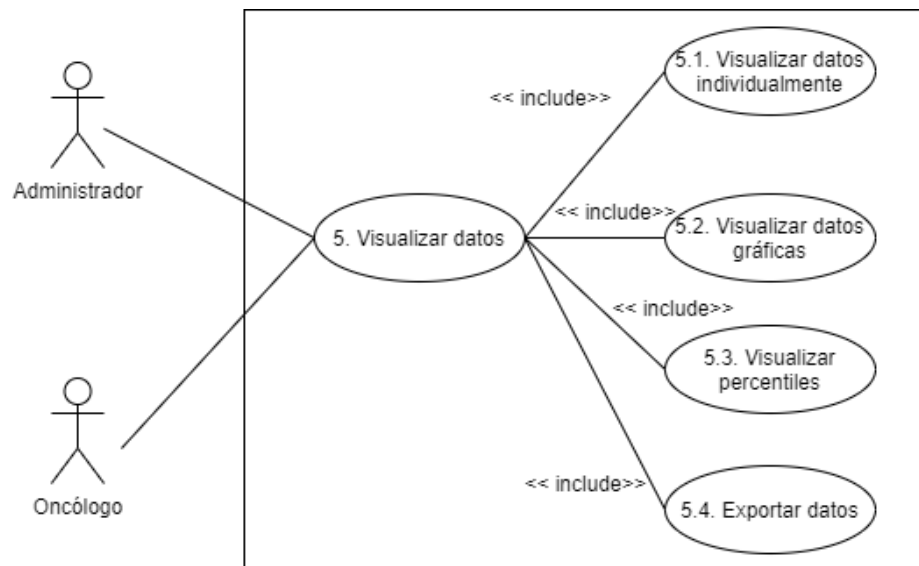 5.1. Visualizar datos
individualmente
<< include>>
Administrador
<< include>>
5. Visualizar datos
5.2. Visualizar datos
gráficas
<< include>>
5.3. Visualizar
percentiles
<< include>>
Oncólogo
5.4. Exportar datos